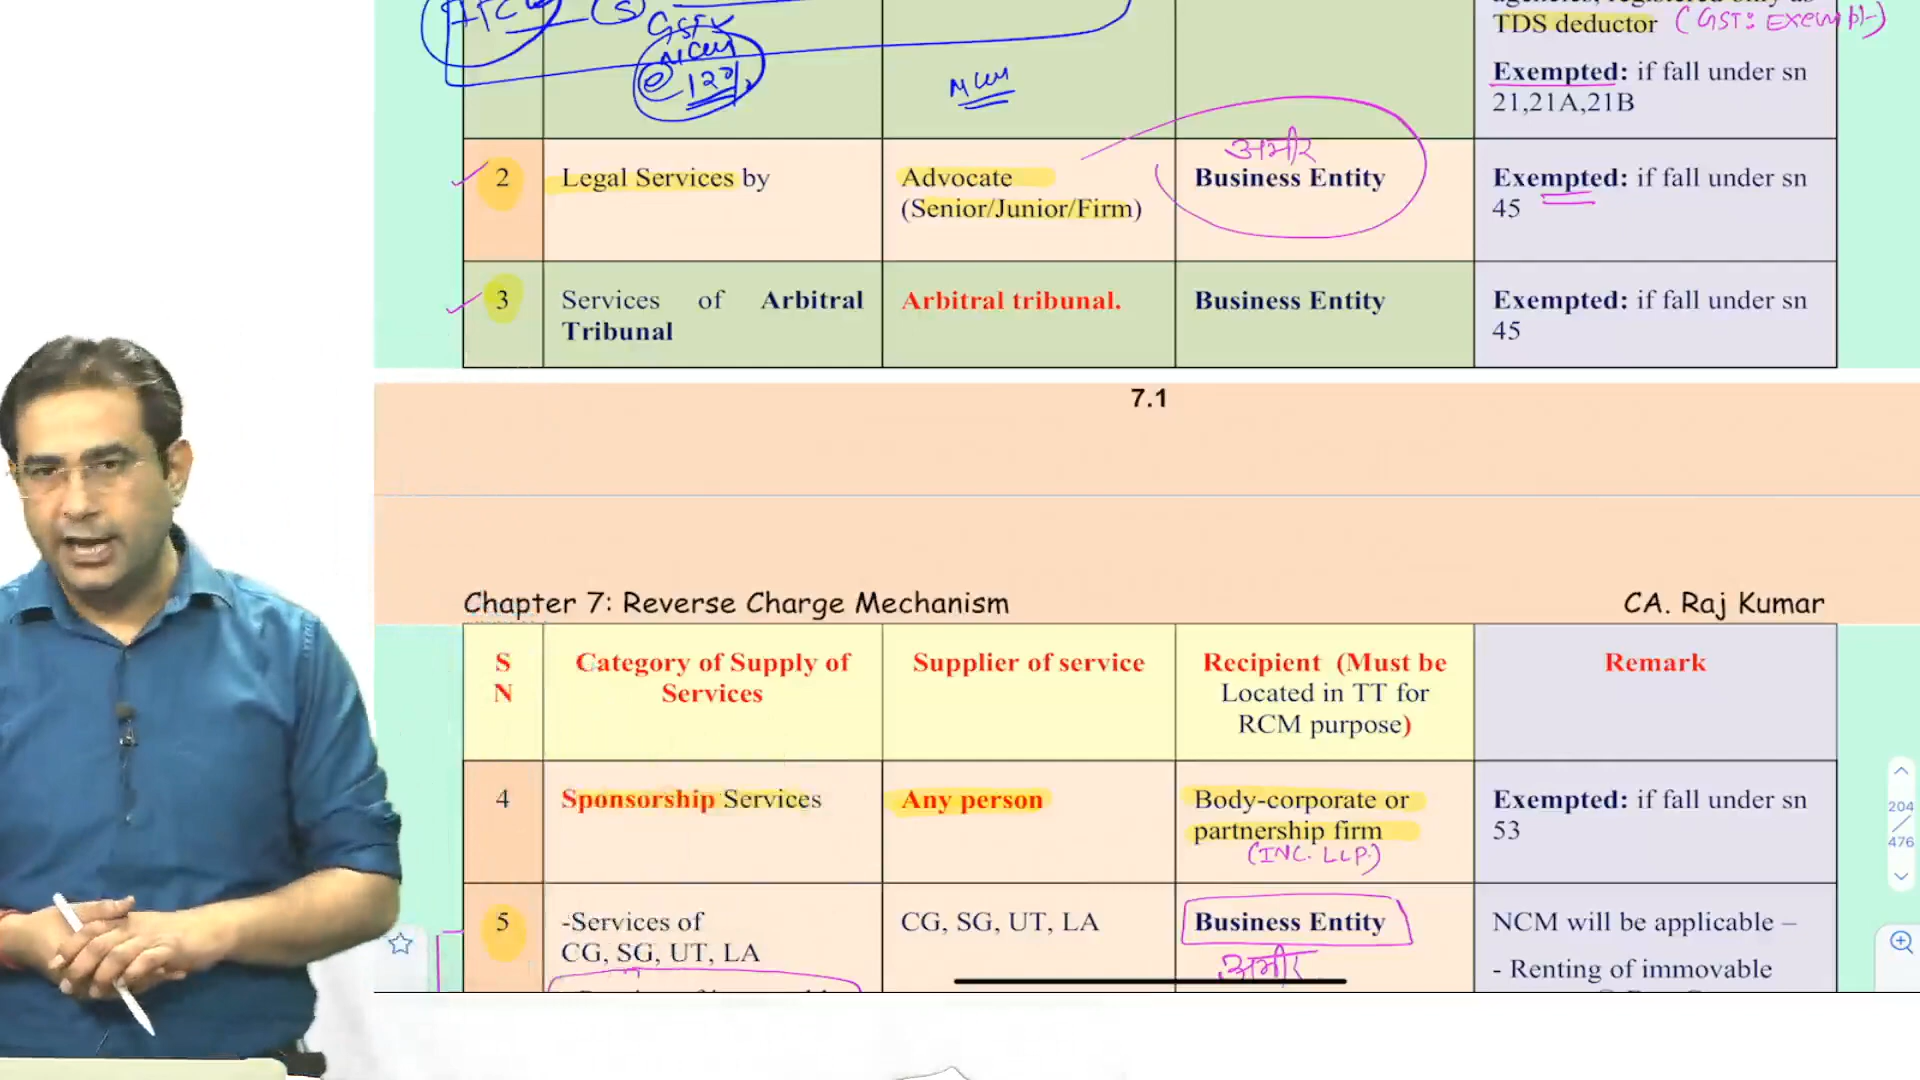 ITC
(S)
GST
NCM
@ 12%
NCM
TDS deductor (GST: Exempt)
Exempted: if fall under sn
21,21A,21B
2
Legal Services by
Advocate
(Senior/Junior/Firm)
अमीर
Business Entity
Exempted: if fall under sn
45
3
Services of Arbitral
Tribunal
Arbitral tribunal.
Business Entity
Exempted: if fall under sn
45
7.1
Chapter 7: Reverse Charge Mechanism
CA. Raj Kumar
S
N
Category of Supply of
Services
Supplier of service
Recipient (Must be
Located in TT for
RCM purpose)
Remark
4
Sponsorship Services
Any person
Body-corporate or
partnership firm
(INC. LLP.)
Exempted: if fall under sn
53
5
-Services of
CG, SG, UT, LA
CG, SG, UT, LA
Business Entity
अमीर
NCM will be applicable –
- Renting of immovable
204
476